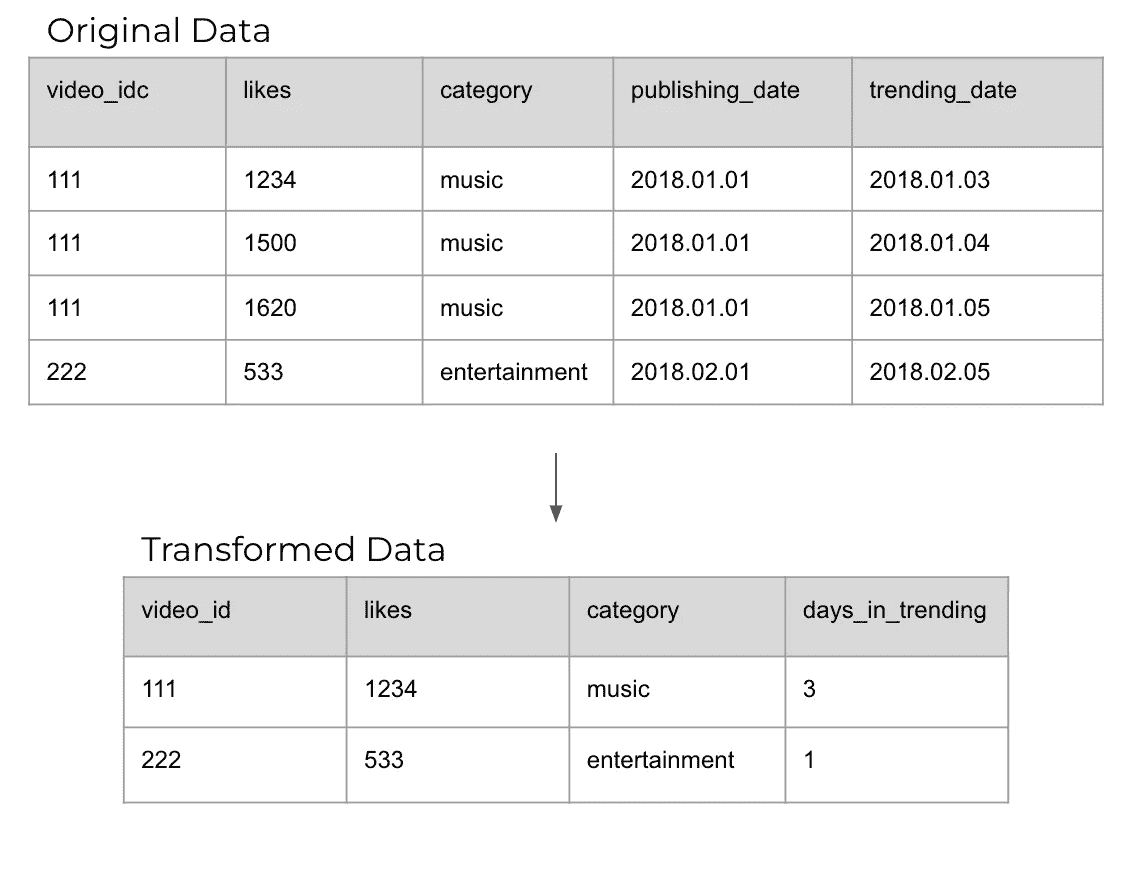 Original Data
video_idc likes category publishing_date trending_date
111 1234 music 2018.01.01 2018.01.03
111 1500 music 2018.01.01 2018.01.04
111 1620 music 2018.01.01 2018.01.05
222 533 entertainment 2018.02.01 2018.02.05
Transformed Data
video_id likes category days_in_trending
111 1234 music 3
222 533 entertainment 1